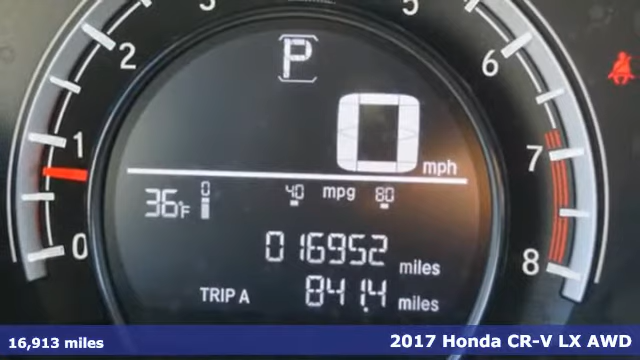 3 5
P
2 6
0 mph
1 7
36°F 0 40 mpg 80
016952 miles
0 8
TRIP A 841.4 miles
16,913 miles 2017 Honda CR-V LX AWD